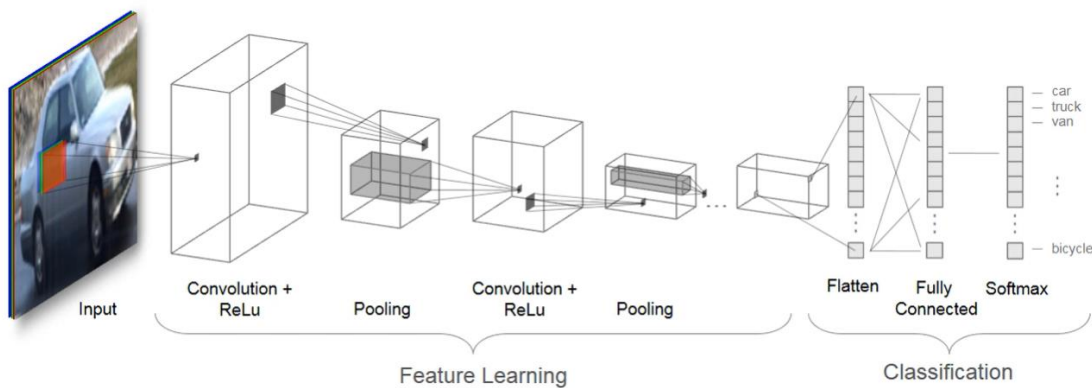 car
truck
van
bicycle
Input
Convolution +
ReLu
Pooling
Convolution +
ReLu
Pooling
Flatten
Fully
Connected
Softmax
Feature Learning
Classification